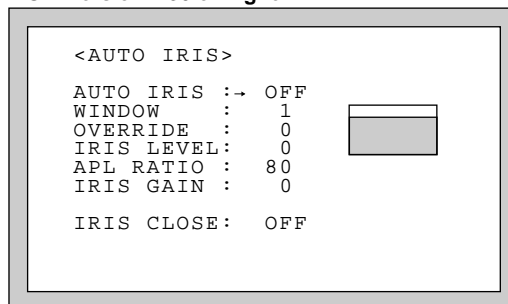 <AUTO IRIS>
AUTO IRIS :→ OFF
WINDOW : 1
OVERRIDE : 0
IRIS LEVEL: 0
APL RATIO : 80
IRIS GAIN : 0
IRIS CLOSE: OFF